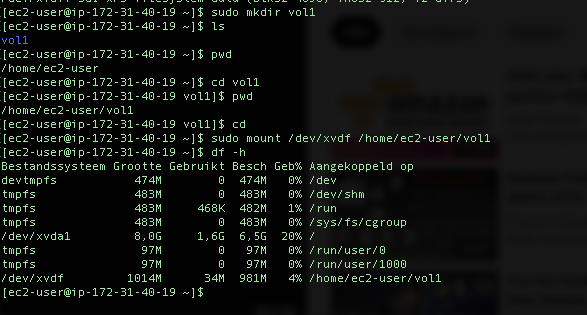 [ec2-user@ip-172-31-40-19 ~]$ sudo mkdir vol1
[ec2-user@ip-172-31-40-19 ~]$ ls
vol1
[ec2-user@ip-172-31-40-19 ~]$ pwd
/home/ec2-user
[ec2-user@ip-172-31-40-19 ~]$ cd vol1
[ec2-user@ip-172-31-40-19 vol1]$ pwd
/home/ec2-user/vol1
[ec2-user@ip-172-31-40-19 vol1]$ cd
[ec2-user@ip-172-31-40-19 ~]$ sudo mount /dev/xvdf /home/ec2-user/vol1
[ec2-user@ip-172-31-40-19 ~]$ df -h
Bestandssysteem Grootte Gebruikt Besch Geb% Aangekoppeld op
devtmpfs 474M 0 474M 0% /dev
tmpfs 483M 0 483M 0% /dev/shm
tmpfs 483M 468K 482M 1% /run
tmpfs 483M 0 483M 0% /sys/fs/cgroup
/dev/xvda1 8,0G 1,6G 6,5G 20% /
tmpfs 97M 0 97M 0% /run/user/0
tmpfs 97M 0 97M 0% /run/user/1000
/dev/xvdf 1014M 34M 981M 4% /home/ec2-user/vol1
[ec2-user@ip-172-31-40-19 ~]$